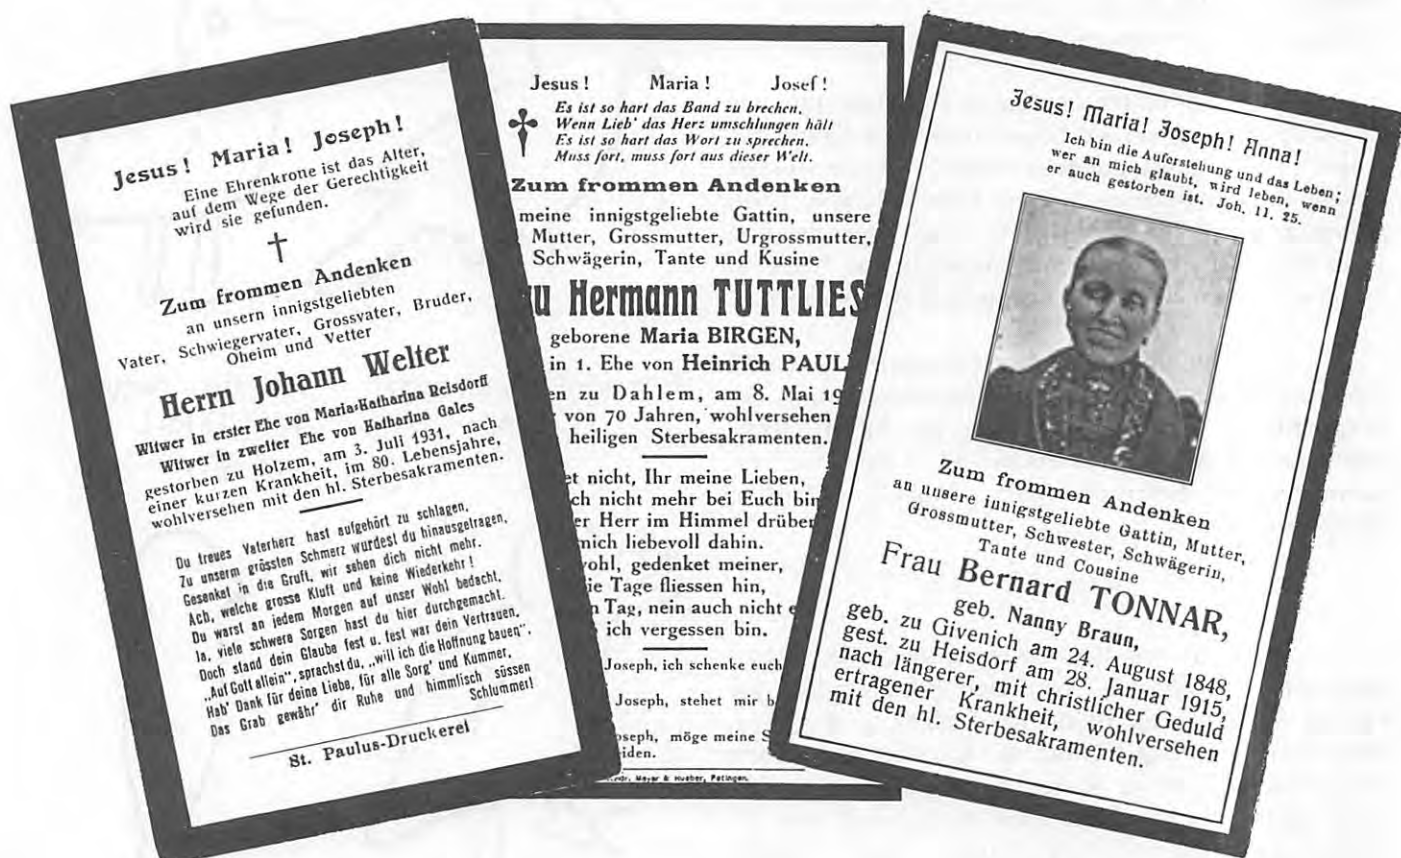 Jesus! Maria! Joseph!
Eine Ehrenkrone ist das Alter,
auf dem Wege der Gerechtigkeit
wird sie gefunden.
Zum frommen Andenken
an unsern innigstgeliebten
Vater, Schwiegervater, Grossvater, Bruder,
Oheim und Vetter
Herrn Johann Welter
Witwer in erster Ehe von Maria-Katharina Reisdorff
Witwer in zweiter Ehe von Katharina Gales
gestorben zu Holzem, am 3. Juli 1931, nach
einer kurzen Krankheit, im 80. Lebensjahre,
wohlversehen mit den hl. Sterbesakramenten.
Du treues Vaterherz hast aufgehört zu schlagen,
Zu unserm grössten Schmerz wurdest du hinausgetragen,
Gesenket in die Gruft, wir sehen dich nicht mehr.
Ach, welche grosse Kluft und keine Wiederkehr!
Du warst an jedem Morgen auf unser Wohl bedacht,
Ja, viele schwere Sorgen hast du hier durchgemacht.
Doch stand dein Glaube fest u. fest war dein Vertrauen,
„Auf Gott allein“, sprachst du, „will ich die Hoffnung bauen“.
Hab' Dank für deine Liebe, für alle Sorg' und Kummer,
Das Grab gewähr' dir Ruhe und himmlisch süssen
Schlummer!
St. Paulus-Druckerei
Jesus! Maria! Josef!
Es ist so hart das Band zu brechen,
Wenn Lieb' das Herz umschlungen hält
Es ist so hart das Wort zu sprechen.
Muss fort, muss fort aus dieser Welt.
Zum frommen Andenken
meine innigstgeliebte Gattin, unsere
Mutter, Grossmutter, Urgrossmutter,
Schwägerin, Tante und Kusine
Hermann TUTTLIES
geborene Maria BIRGEN,
in 1. Ehe von Heinrich PAUL
zu Dahlem, am 8. Mai
von 70 Jahren, wohlversehen
heiligen Sterbesakramenten.
nicht, Ihr meine Lieben,
nicht mehr bei Euch bin
Herr im Himmel drüben
mich liebevoll dahin.
gedenket meiner,
Tage fliessen hin,
Tag, nein auch nicht
ich vergessen bin.
Joseph, ich schenke euch
Joseph, stehet mir
möge meine
Meyer & Hueber, Petingen.
Jesus! Maria! Joseph! Anna!
Ich bin die Auferstehung und das Leben;
wer an mich glaubt, wird leben, wenn
er auch gestorben ist. Joh. 11. 25.
Zum frommen Andenken
an unsere innigstgeliebte Gattin, Mutter,
Grossmutter, Schwester, Schwägerin,
Tante und Cousine
Frau Bernard TONNAR,
geb. Nanny Braun,
geb. zu Givenich am 24. August 1848,
gest. zu Heisdorf am 28. Januar 1915,
nach längerer, mit christlicher Geduld
ertragener Krankheit, wohlversehen
mit den hl. Sterbesakramenten.